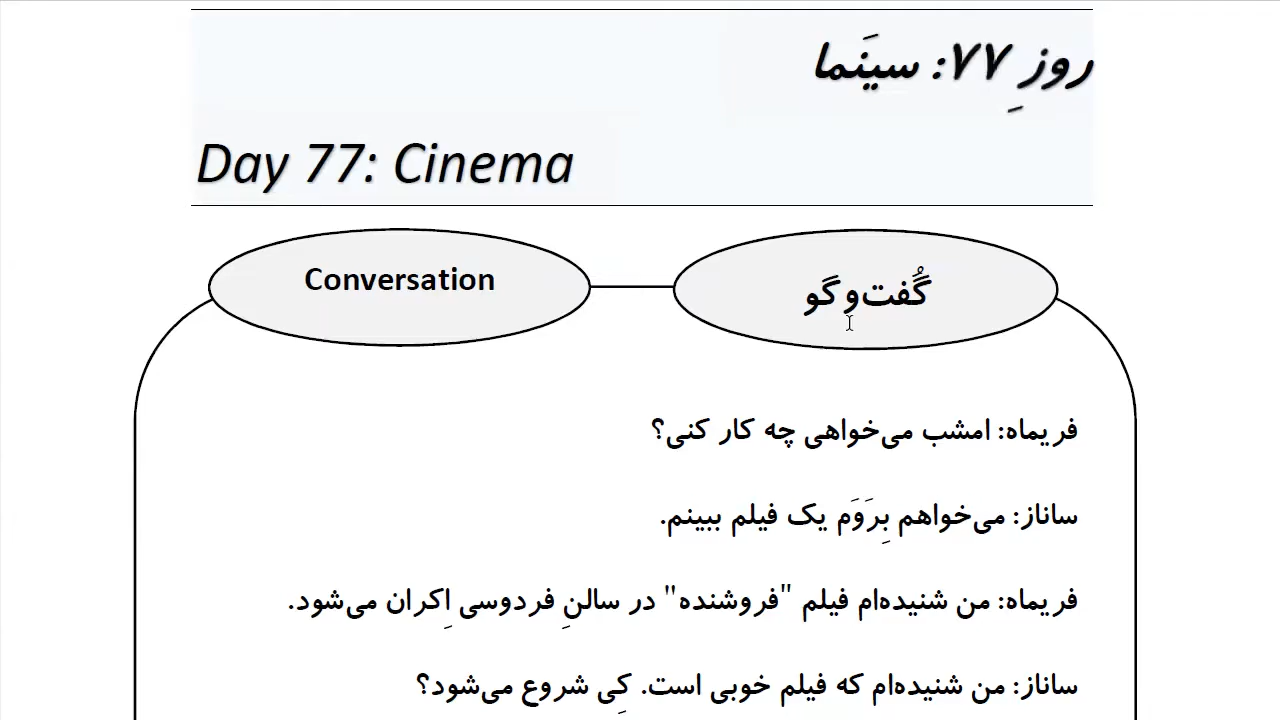 روزِ ۷۷: سینَما
Day 77: Cinema
Conversation
گُفت‌و‌گو
فریماه: امشب می‌خواهی چه کار کنی؟
ساناز: می‌خواهم بِرَوَم یک فیلم ببینم.
فریماه: من شنیده‌ام فیلم "فروشنده" در سالنِ فردوسی اِکران می‌شود.
ساناز: من شنیده‌ام که فیلم خوبی است. کِی شروع می‌شود؟